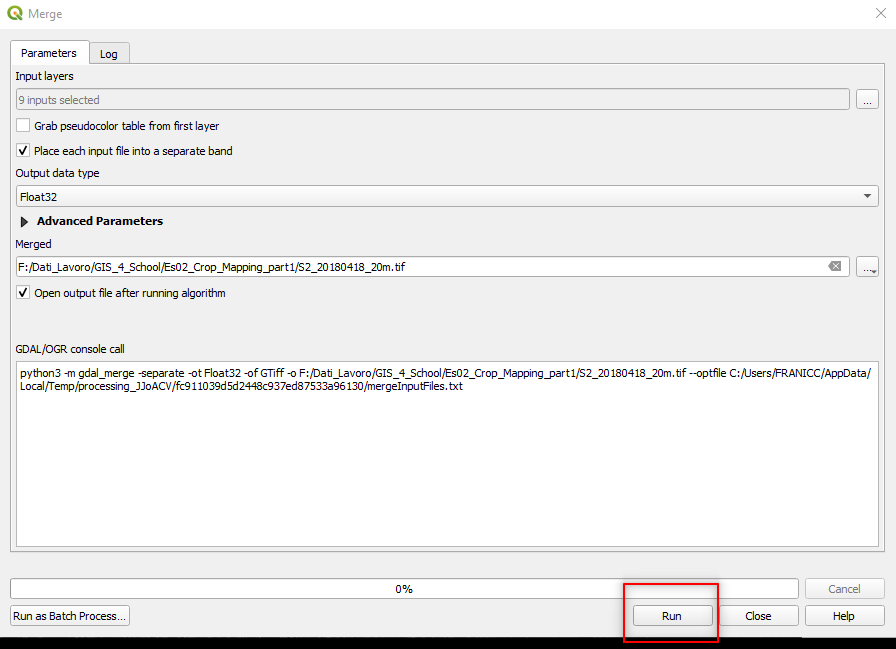 Merge
Parameters
Log
Input layers
9 inputs selected
...
Grab pseudocolor table from first layer
Place each input file into a separate band
Output data type
Float32
Advanced Parameters
Merged
F:/Dati_Lavoro/GIS_4_School/Es02_Crop_Mapping_part1/S2_20180418_20m.tif
...
Open output file after running algorithm
GDAL/OGR console call
python3 -m gdal_merge -separate -ot Float32 -of GTiff -o F:/Dati_Lavoro/GIS_4_School/Es02_Crop_Mapping_part1/S2_20180418_20m.tif --optfile C:/Users/FRANICC/AppData/
Local/Temp/processing_JJoACV/fc911039d5d2448c937ed87533a96130/mergeInputFiles.txt
0%
Cancel
Run as Batch Process...
Run
Close
Help